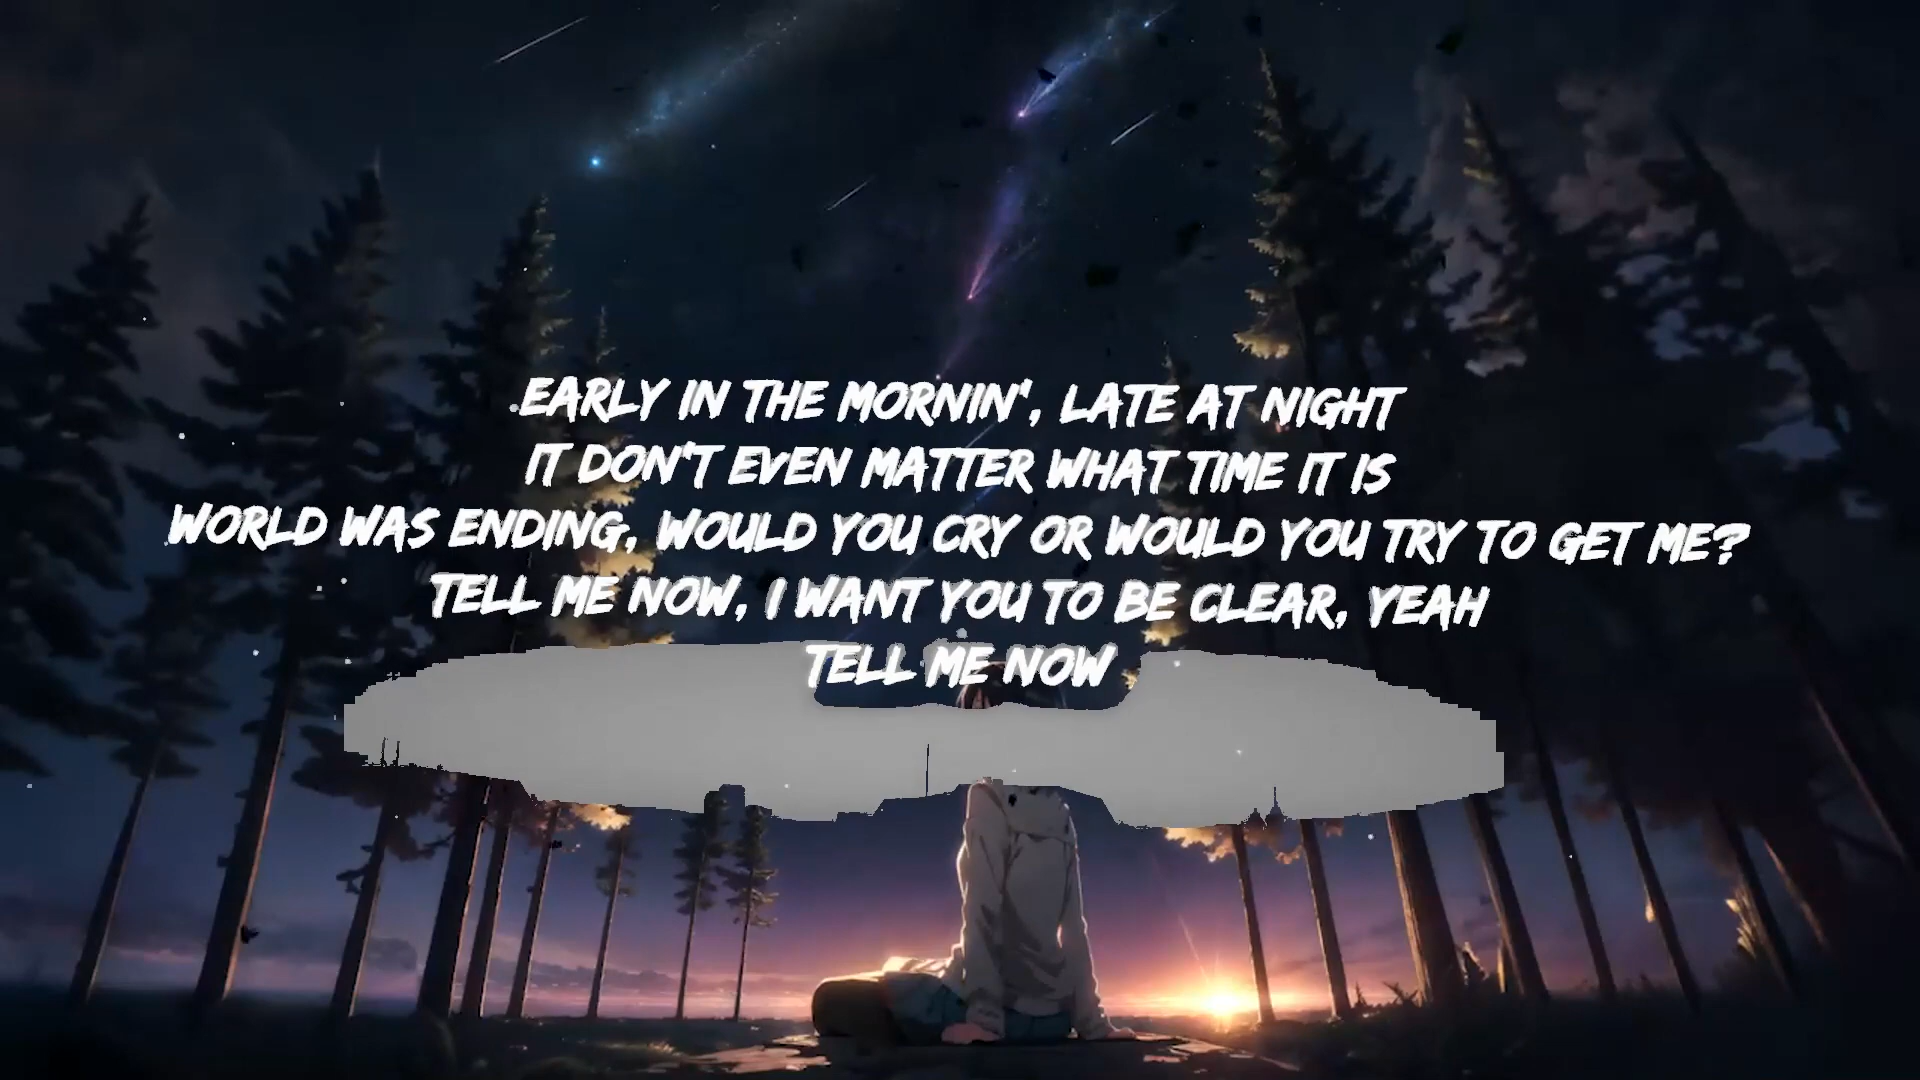 EARLY IN THE MORNIN', LATE AT NIGHT
IT DON'T EVEN MATTER WHAT TIME IT IS
WORLD WAS ENDING, WOULD YOU CRY OR WOULD YOU TRY TO GET ME?
TELL ME NOW, I WANT YOU TO BE CLEAR, YEAH
TELL ME NOW